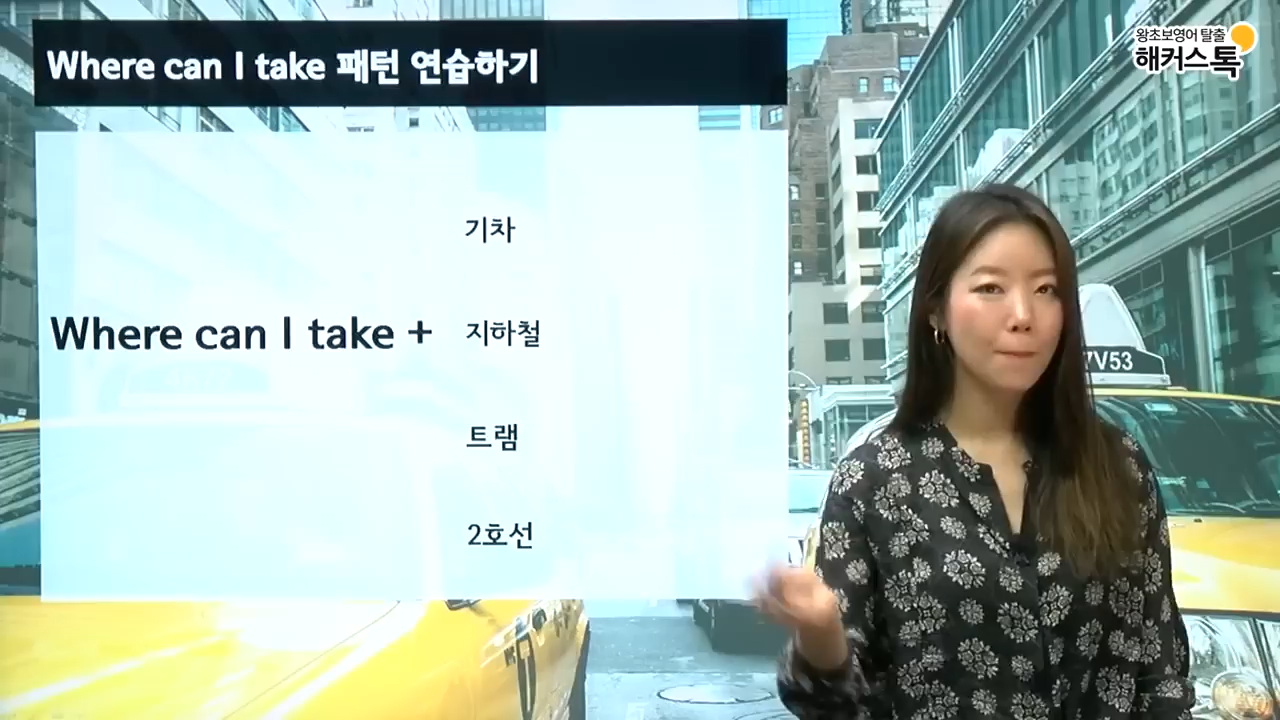 왕초보영어 탈출
해커스톡
Where can I take 패턴 연습하기
기차
Where can I take + 지하철
트램
2호선
7V53